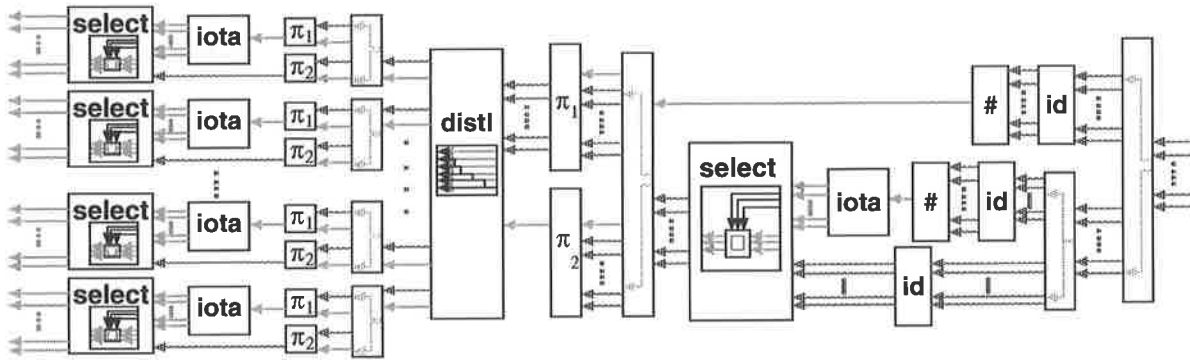 select
iota
π1
π2
select
iota
π1
π2
distl
π1
#
id
select
iota
π1
π2
π2
select
iota
#
id
id
select
iota
π1
π2